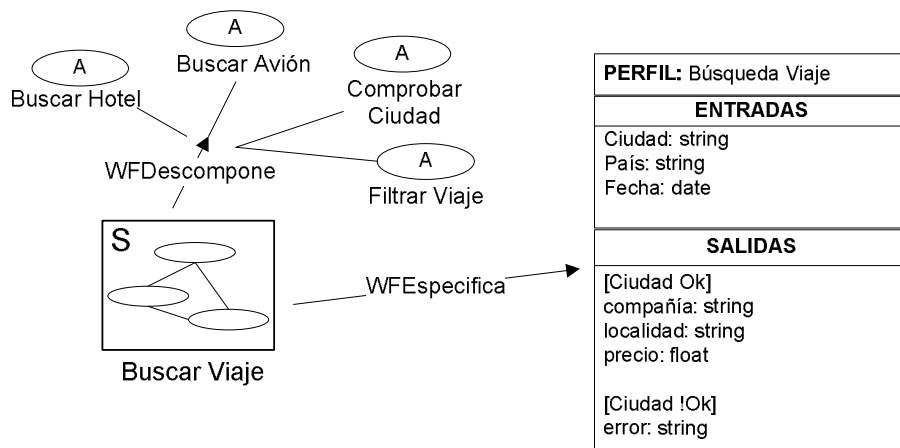 A
Buscar Hotel
A
Buscar Avión
A
Comprobar
Ciudad
A
Filtrar Viaje
WFDescompone
S
Buscar Viaje
WFEspecifica
PERFIL: Búsqueda Viaje
ENTRADAS
Ciudad: string
País: string
Fecha: date
SALIDAS
[Ciudad Ok]
compañía: string
localidad: string
precio: float
[Ciudad !Ok]
error: string